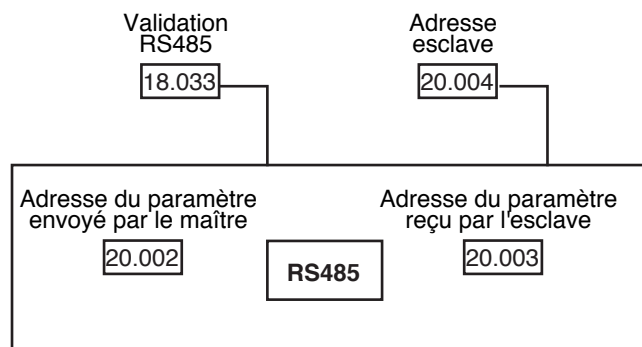 Validation
RS485
18.033
Adresse
esclave
20.004
Adresse du paramètre
envoyé par le maître
20.002
RS485
Adresse du paramètre
reçu par l'esclave
20.003